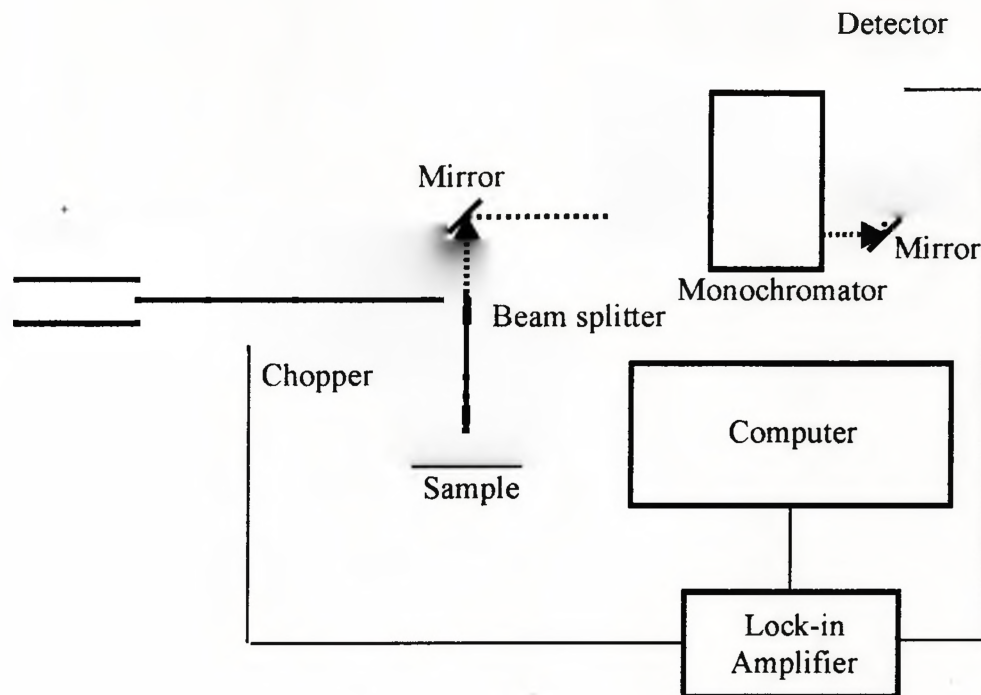 Detector
Mirror
Mirror
Monochromator
Beam splitter
Chopper
Computer
Sample
Lock-in
Amplifier